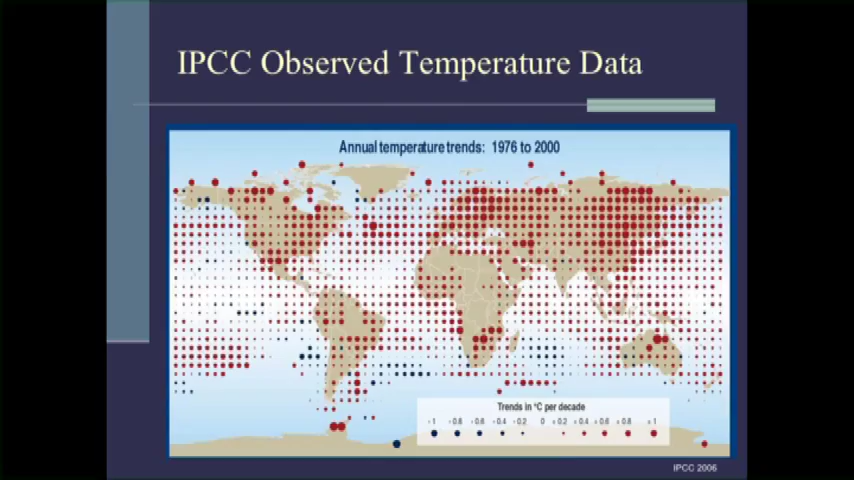 IPCC Observed Temperature Data
Annual temperature trends: 1976 to 2000
Trends in °C per decade
-1 -0.8 -0.6 -0.4 -0.2 0 +0.2 +0.4 +0.6 +0.8 +1
IPCC 2006